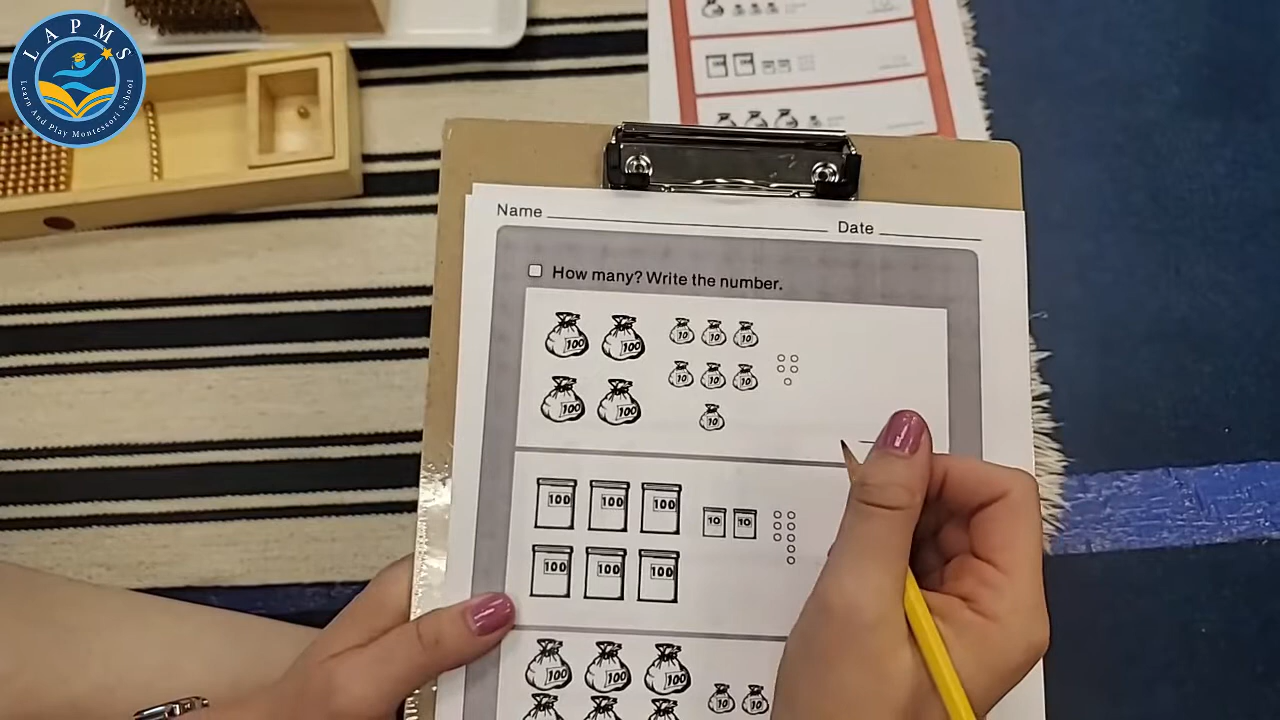 LAPMS
Learn And Play Montessori School
Name Date
How many? Write the number.
100 100 10 10 10
10 10 10
100 100 10
100 100 100 10 10
100 100 100
100 100 100
10 10